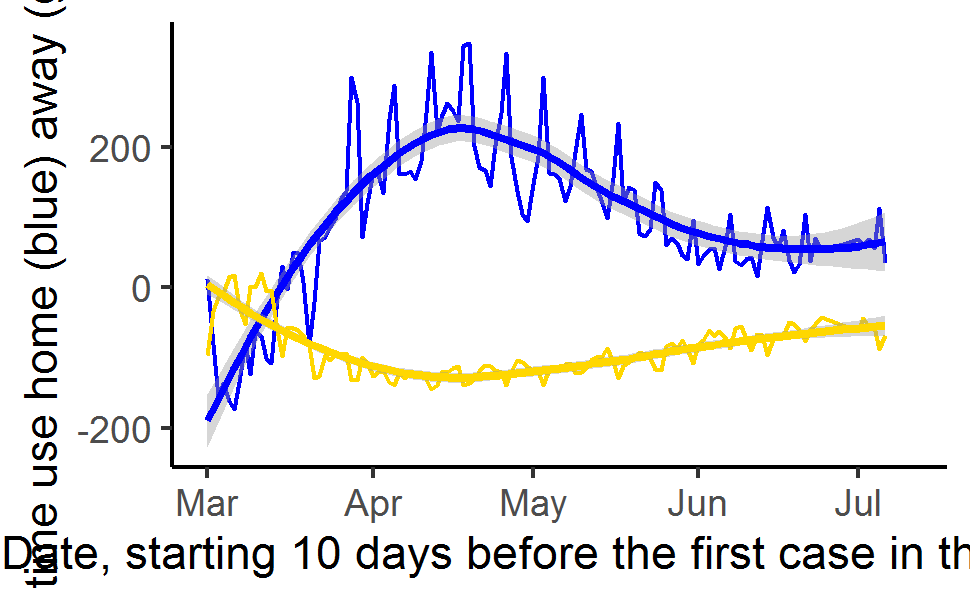 time use home (blue) away (
200
0
-200
Mar Apr May Jun Jul
Date, starting 10 days before the first case in th